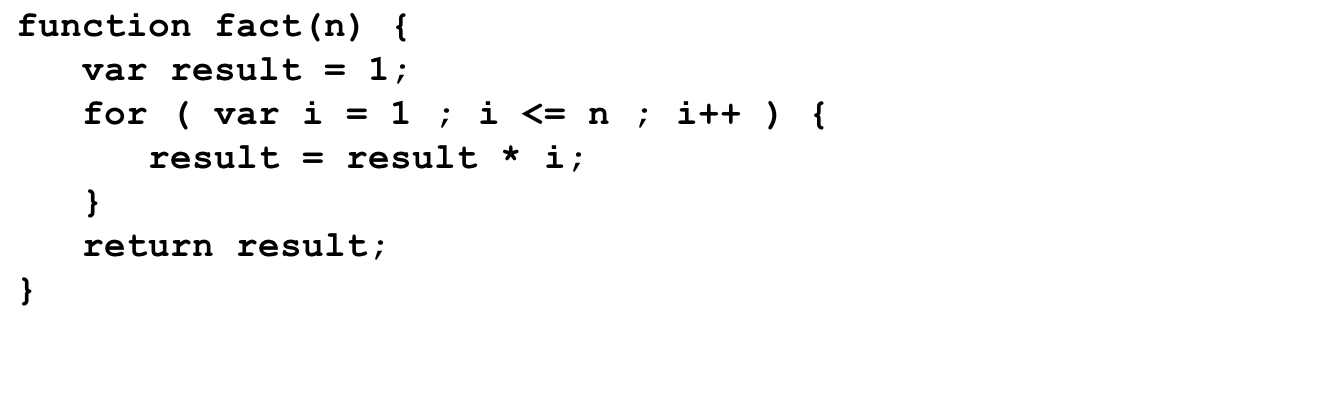 function fact(n) {
   var result = 1;
   for ( var i = 1 ; i <= n ; i++ ) {
      result = result * i;
   }
   return result;
}